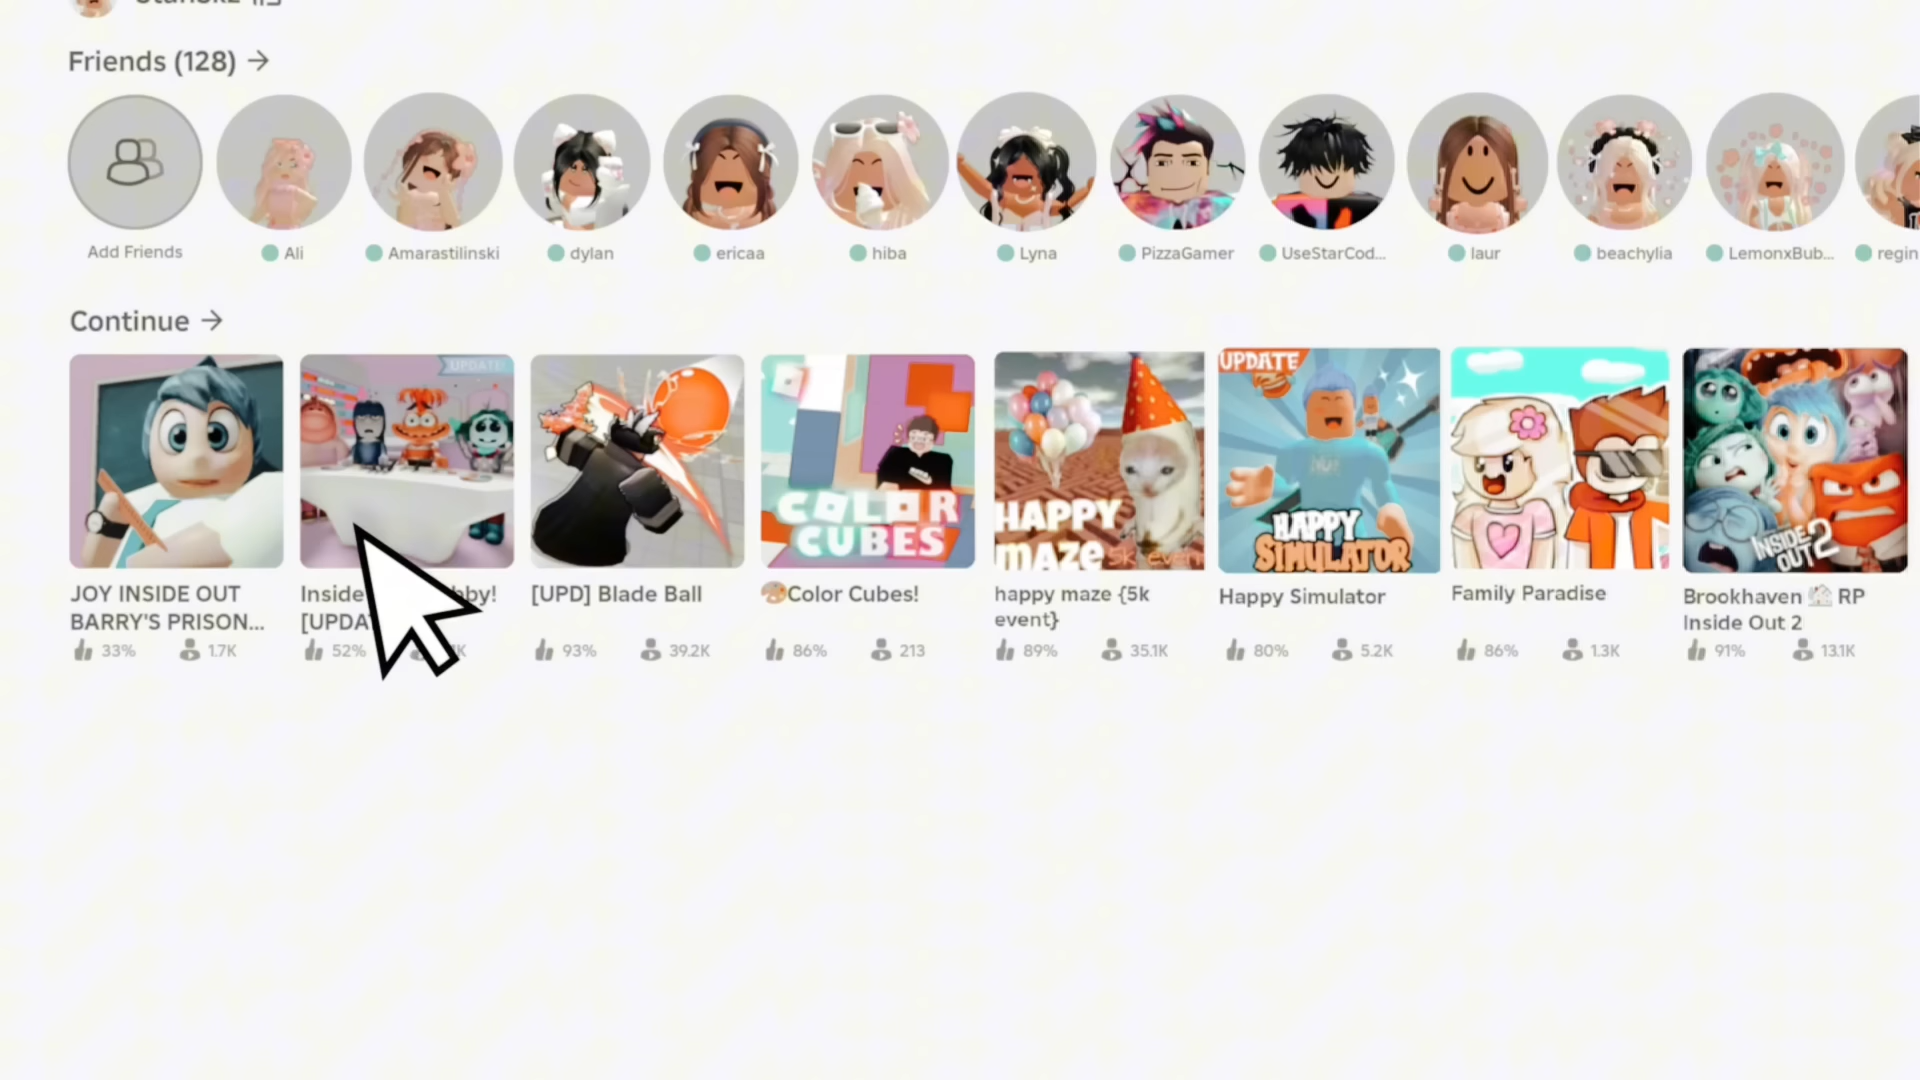 Friends (128) →
Add Friends
Ali
Amarastilinski
dylan
ericaa
hiba
Lyna
PizzaGamer
UseStarCod...
laur
beachylia
LemonxBub...
regin
Continue →
UPDATE
COLOR
CUBES
HAPPY
MAZE
5k event
UPDATE
HAPPY
SIMULATOR
INSIDE
OUT 2
JOY INSIDE OUT
BARRY'S PRISON...
33% 1.7K
Inside
52%
[UPD] Blade Ball
93% 39.2K
🎨Color Cubes!
86% 213
happy maze {5k
event}
89% 35.1K
Happy Simulator
80% 5.2K
Family Paradise
86% 1.3K
Brookhaven 🏠 RP
Inside Out 2
91% 13.1K